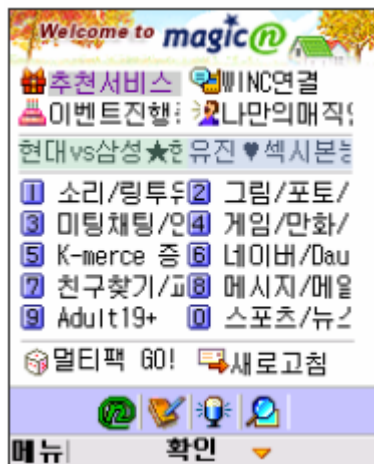 Welcome to magic n
추천서비스 WINC연결
이벤트진행 나만의매직
현대vs삼성★한 유진♥섹시본능
1 소리/링투 2 그림/포토/
3 미팅채팅/ 4 게임/만화/
5 K-merce 증 6 네이버/Dau
7 친구찾기/교 8 메시지/메일
9 Adult19+ 0 스포츠/뉴스
멀티팩 GO! 새로고침
메뉴 확인